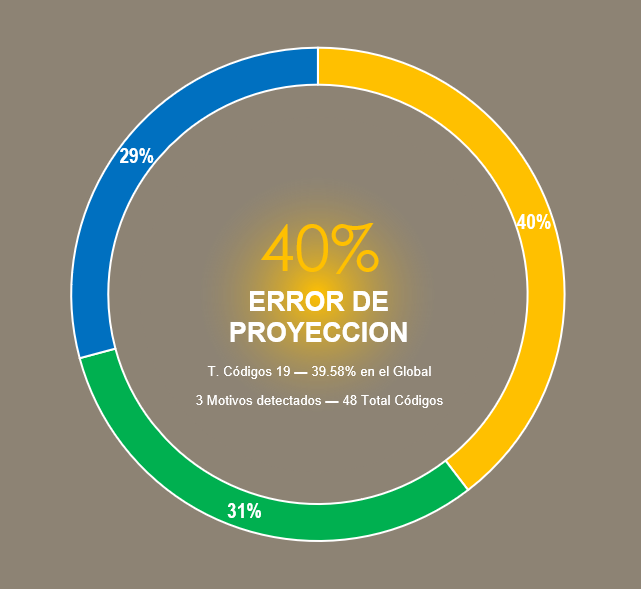 29%
40%
40%
ERROR DE
PROYECCION
T. Códigos 19 — 39.58% en el Global
3 Motivos detectados — 48 Total Códigos
31%